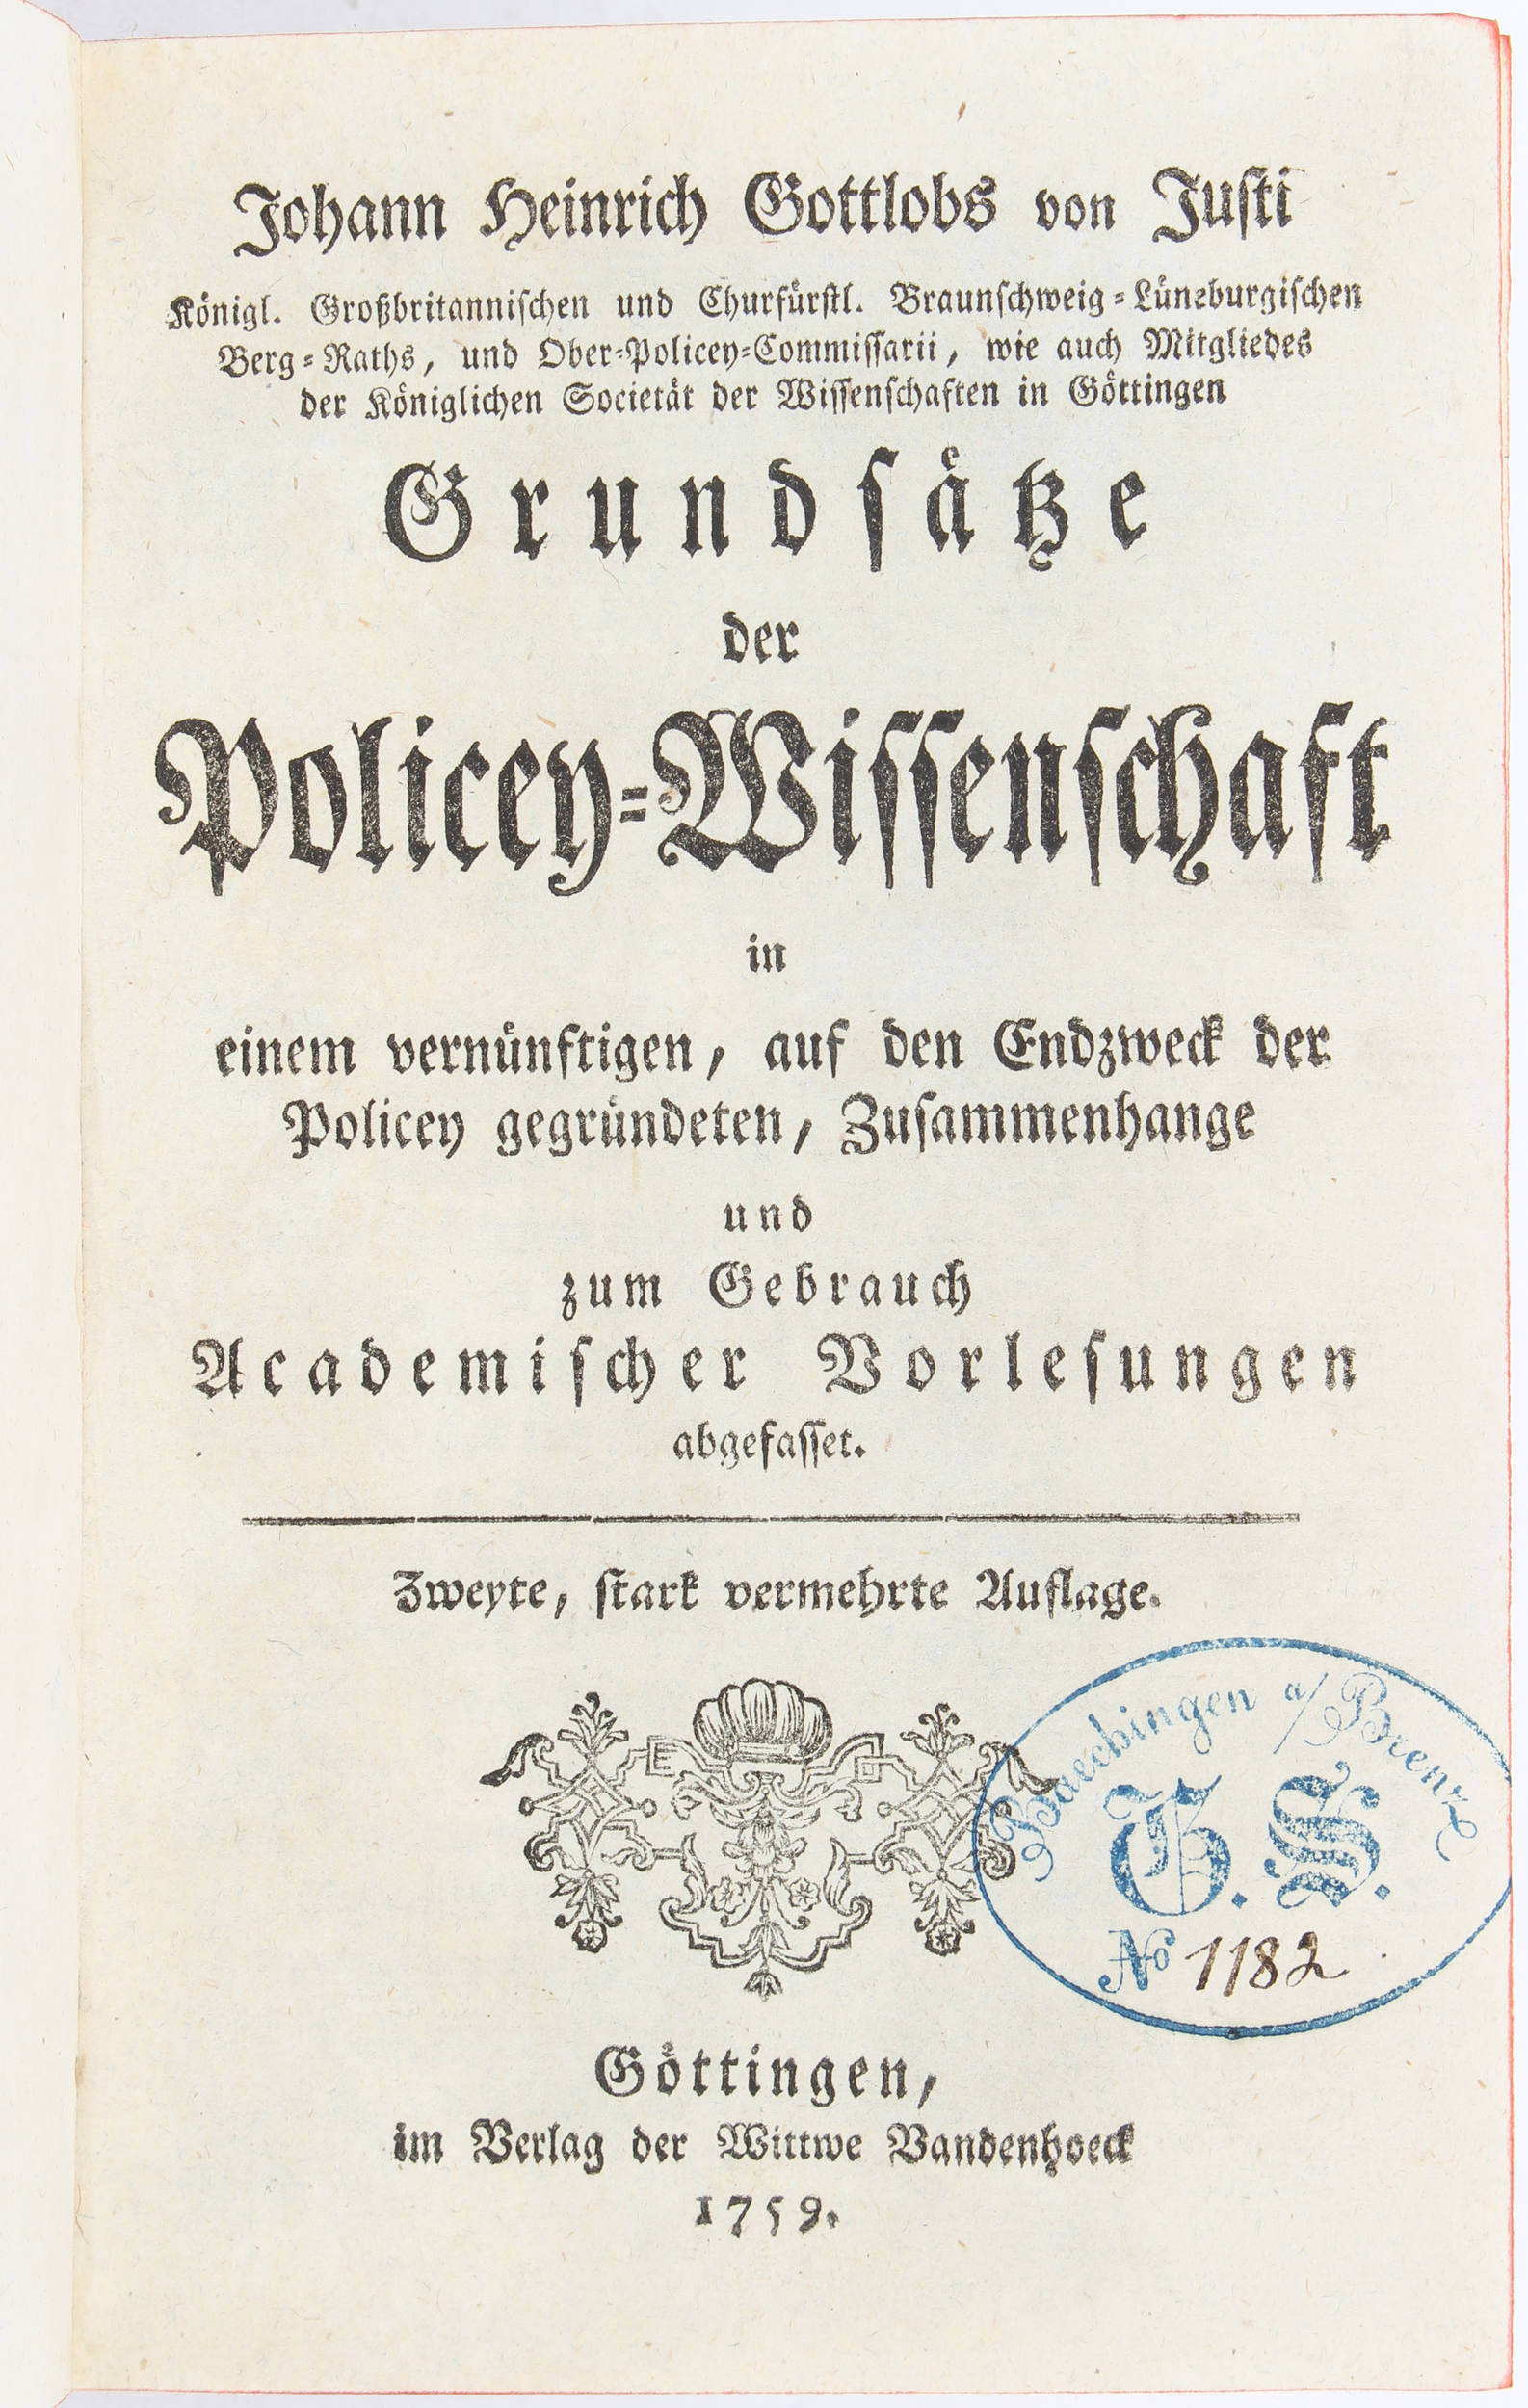 Johann Heinrich Gottlobs von Justi
Königl. Großbritannischen und Churfürstl. Braunschweig-Lüneburgischen
Berg-Raths, und Ober-Policey-Commissarii, wie auch Mitgliedes
der Königlichen Societät der Wissenschaften in Göttingen
Grundsätze
der
Policey-Wissenschaft
in
einem vernünftigen, auf den Endzweck der
Policey gegründeten, Zusammenhange
und
zum Gebrauch
Academischer Vorlesungen
abgefasset.
Zweyte, stark vermehrte Auflage.
Baechingen a/Brenz
G. S.
No 1182
Göttingen,
im Verlag der Wittwe Vandenhoeck
1759.